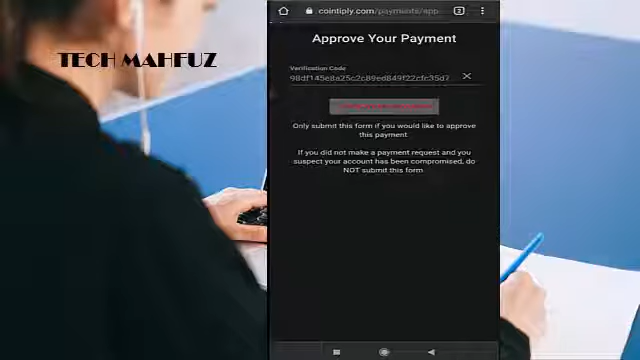 TECH MAHFUZ
cointiply.com/payments/app
2
Approve Your Payment
Verification Code
Only submit this form if you would like to approve
this payment
If you did not make a payment request and you
suspect your account has been compromised, do
NOT submit this form